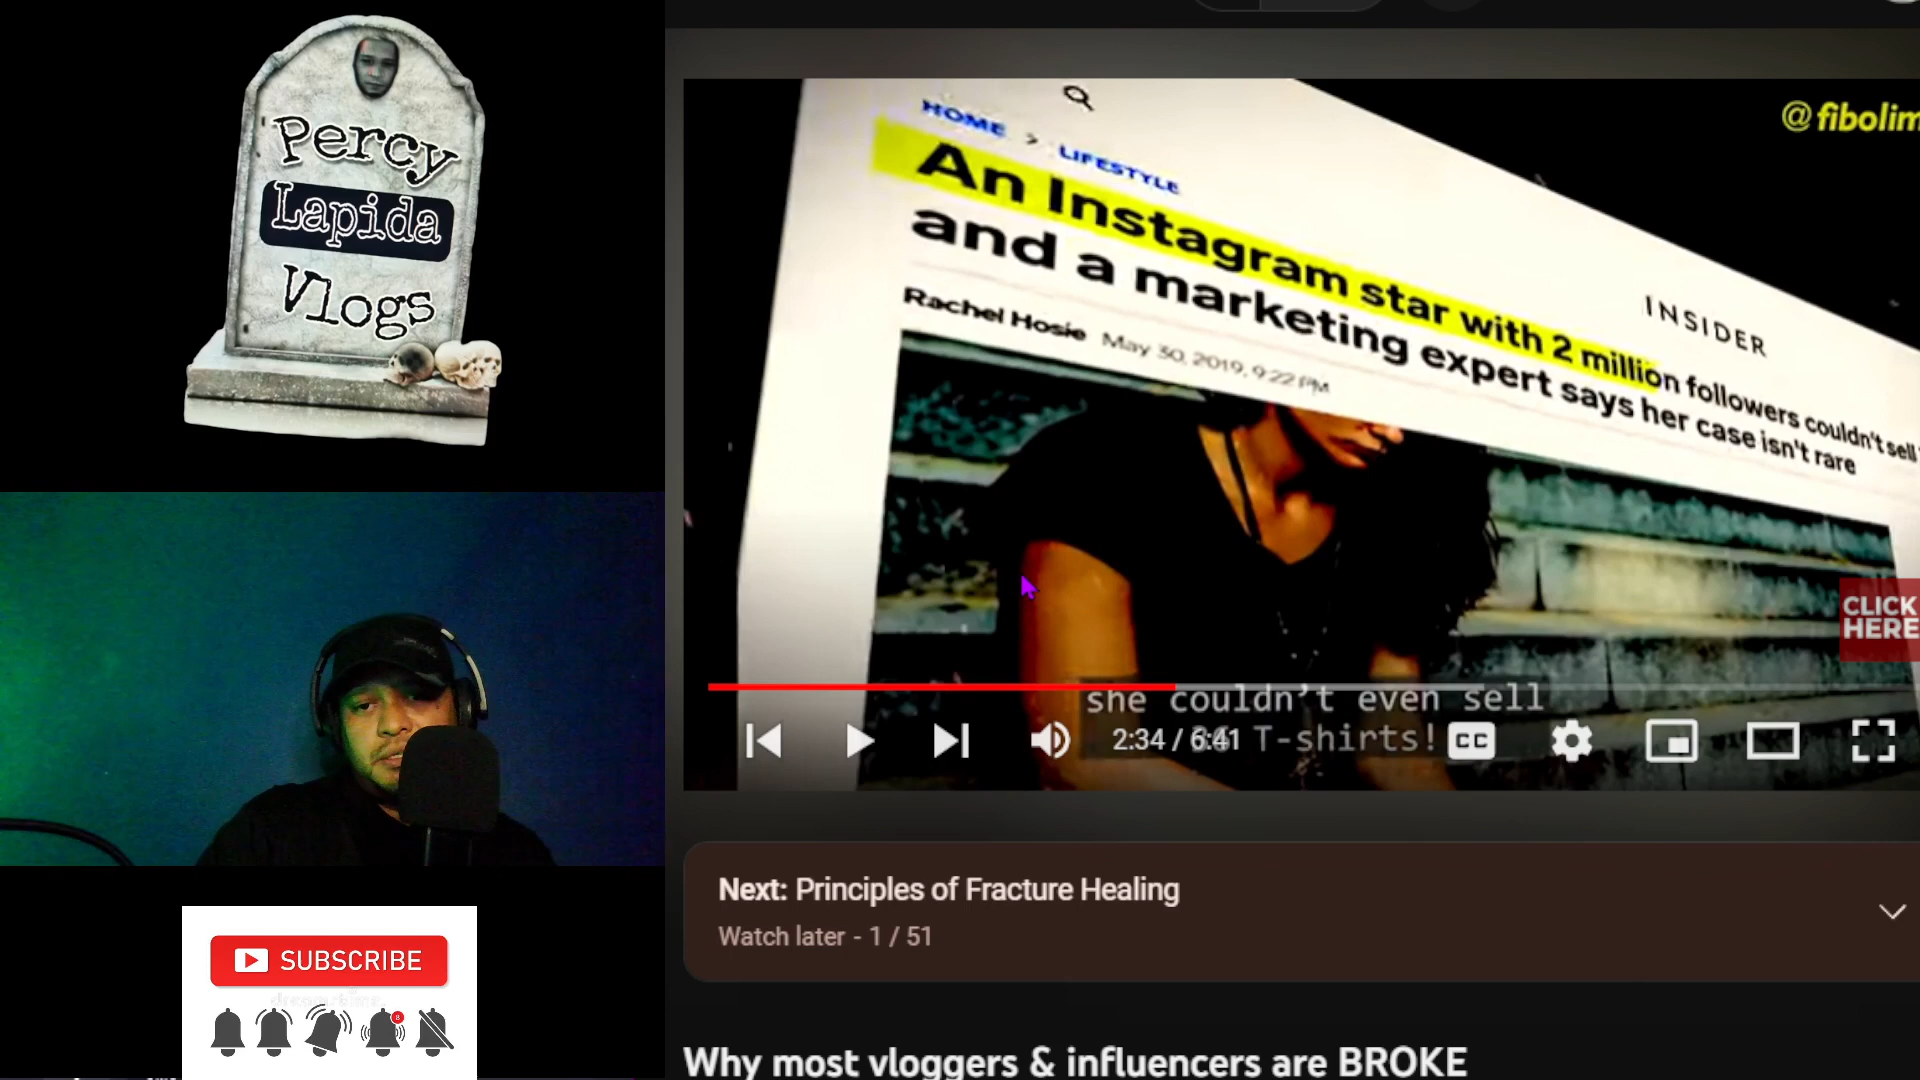 Percy
Lapida
Vlogs
SUBSCRIBE
dreamstime.
8
@fibolim
HOME > LIFESTYLE
INSIDER
An Instagram star with 2 million followers couldn't sell
and a marketing expert says her case isn't rare
Rachel Hosie May 30, 2019, 9:22 PM
CLICK
HERE
she couldn't even sell
T-shirts!
2:34 / 6:41
CC
Next: Principles of Fracture Healing
Watch later - 1 / 51
Why most vloggers & influencers are BROKE